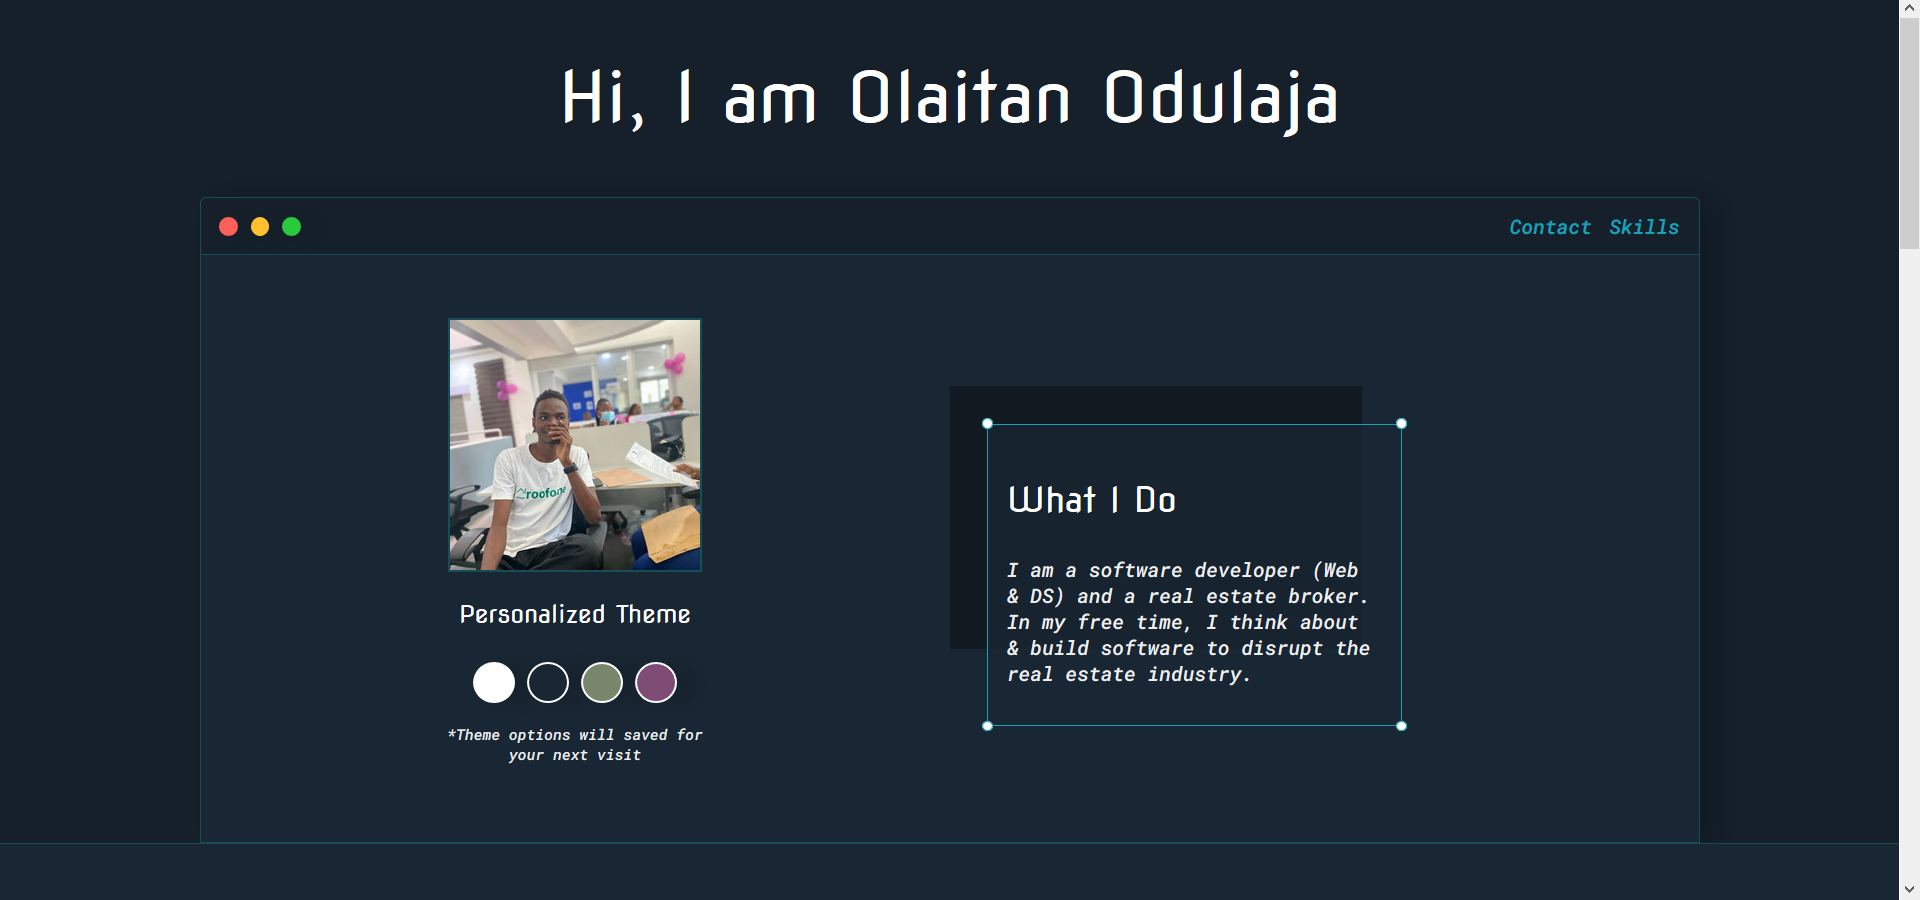 Hi, I am Olaitan Odulaja
Contact Skills
Personalized Theme
*Theme options will saved for
your next visit
What I Do
I am a software developer (Web
& DS) and a real estate broker.
In my free time, I think about
& build software to disrupt the
real estate industry.